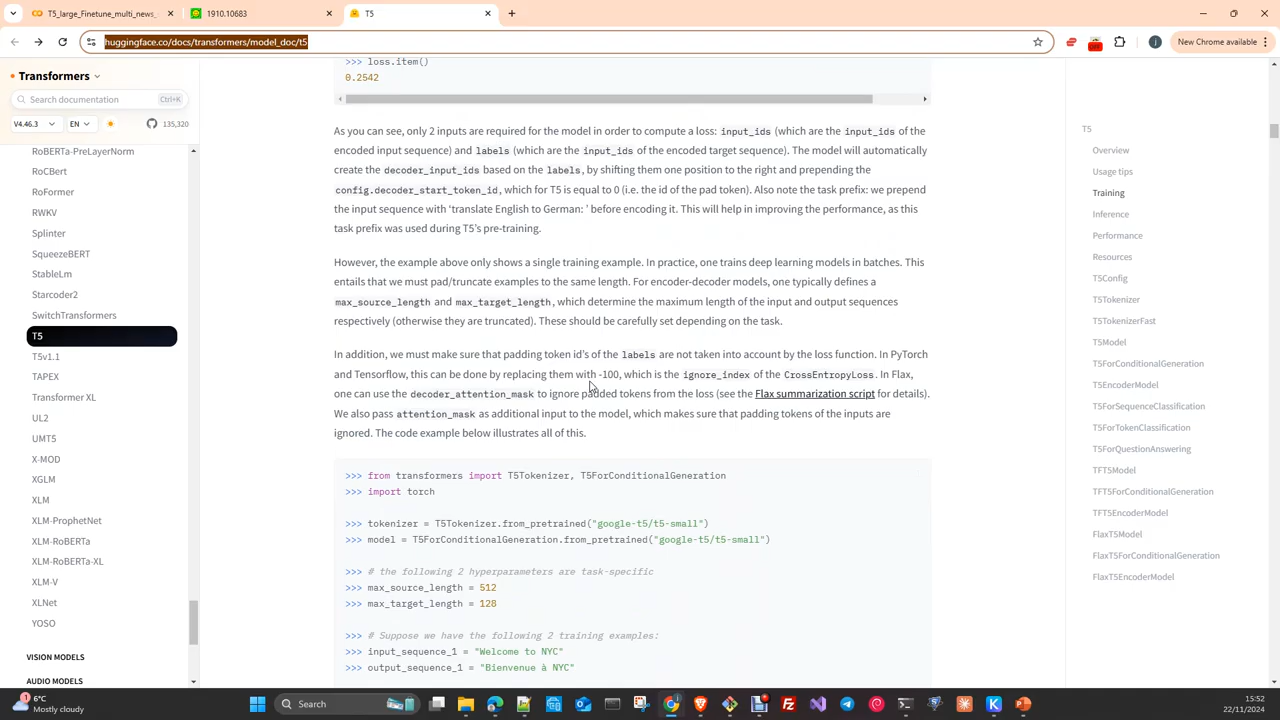 T5_large_Finetune_multi_news_
1910.10683
T5
huggingface.co/docs/transformers/model_doc/t5
New Chrome available
Transformers
Search documentation
Ctrl+K
V4.46.3
EN
135,320
RoBERTa-PreLayerNorm
RoCBert
RoFormer
RWKV
Splinter
SqueezeBERT
StableLm
Starcoder2
SwitchTransformers
T5
T5v1.1
TAPEX
Transformer XL
UL2
UMT5
X-MOD
XGLM
XLM
XLM-ProphetNet
XLM-RoBERTa
XLM-RoBERTa-XL
XLM-V
XLNet
YOSO
VISION MODELS
AUDIO MODELS
>>> loss.item()
0.2542
As you can see, only 2 inputs are required for the model in order to compute a loss: input_ids (which are the input_ids of the
encoded input sequence) and labels (which are the input_ids of the encoded target sequence). The model will automatically
create the decoder_input_ids based on the labels, by shifting them one position to the right and prepending the
config.decoder_start_token_id, which for T5 is equal to 0 (i.e. the id of the pad token). Also note the task prefix: we prepend
the input sequence with ‘translate English to German: ’ before encoding it. This will help in improving the performance, as this
task prefix was used during T5’s pre-training.
However, the example above only shows a single training example. In practice, one trains deep learning models in batches. This
entails that we must pad/truncate examples to the same length. For encoder-decoder models, one typically defines a
max_source_length and max_target_length, which determine the maximum length of the input and output sequences
respectively (otherwise they are truncated). These should be carefully set depending on the task.
In addition, we must make sure that padding token id’s of the labels are not taken into account by the loss function. In PyTorch
and Tensorflow, this can be done by replacing them with -100, which is the ignore_index of the CrossEntropyLoss. In Flax,
one can use the decoder_attention_mask to ignore padded tokens from the loss (see the Flax summarization script for details).
We also pass attention_mask as additional input to the model, which makes sure that padding tokens of the inputs are
ignored. The code example below illustrates all of this.
>>> from transformers import T5Tokenizer, T5ForConditionalGeneration
>>> import torch
>>> tokenizer = T5Tokenizer.from_pretrained("google-t5/t5-small")
>>> model = T5ForConditionalGeneration.from_pretrained("google-t5/t5-small")
>>> # the following 2 hyperparameters are task-specific
>>> max_source_length = 512
>>> max_target_length = 128
>>> # Suppose we have the following 2 training examples:
>>> input_sequence_1 = "Welcome to NYC"
>>> output_sequence_1 = "Bienvenue à NYC"
T5
Overview
Usage tips
Training
Inference
Performance
Resources
T5Config
T5Tokenizer
T5TokenizerFast
T5Model
T5ForConditionalGeneration
T5EncoderModel
T5ForSequenceClassification
T5ForTokenClassification
T5ForQuestionAnswering
TFT5Model
TFT5ForConditionalGeneration
TFT5EncoderModel
FlaxT5Model
FlaxT5ForConditionalGeneration
FlaxT5EncoderModel
6°C
Mostly cloudy
Search
15:52
22/11/2024